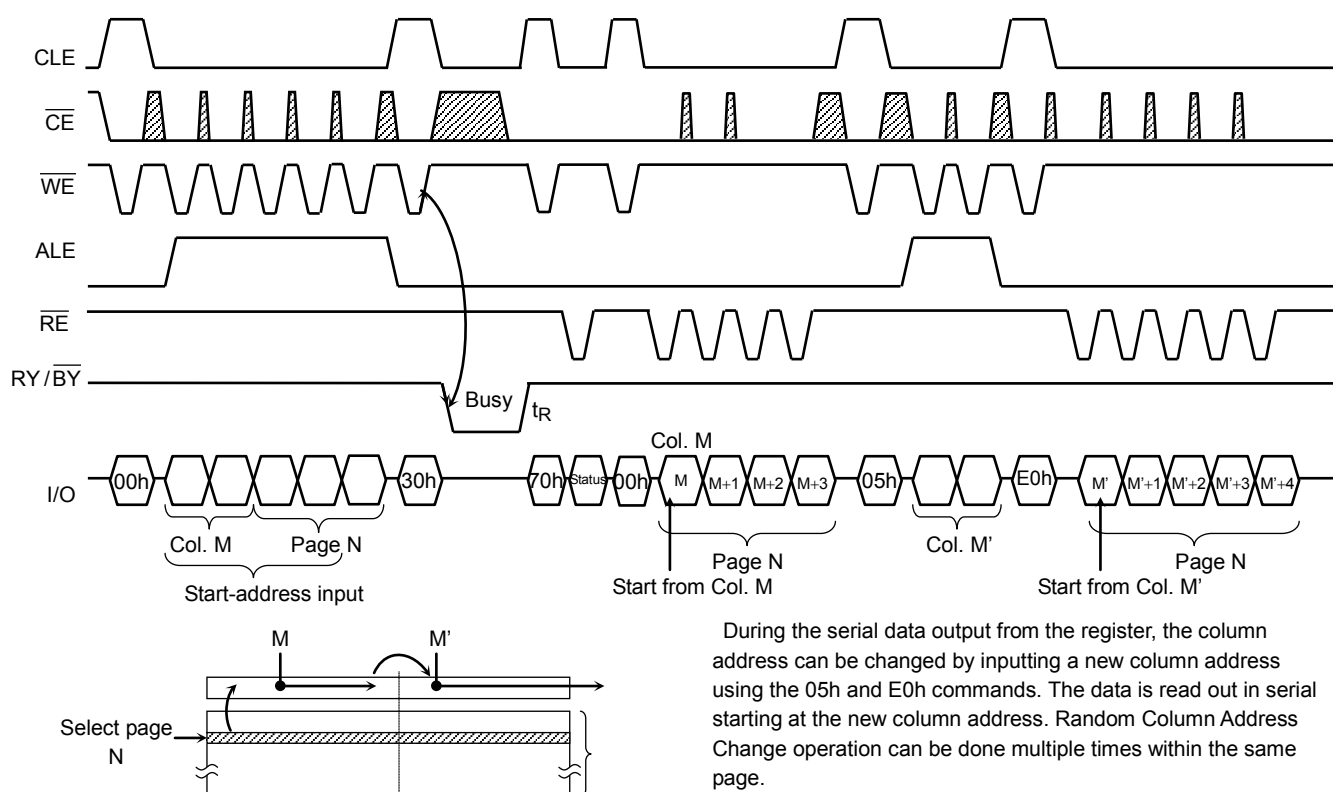 CLE
CE
WE
ALE
RE
RY/BY
Busy
tR
Col. M
I/O
00h
30h
70h
Status
00h
M
M+1
M+2
M+3
05h
E0h
M'
M'+1
M'+2
M'+3
M'+4
Col. M
Page N
Start-address input
Page N
Start from Col. M
Col. M’
Page N
Start from Col. M’
M
M’
Select page
N
During the serial data output from the register, the column
address can be changed by inputting a new column address
using the 05h and E0h commands. The data is read out in serial
starting at the new column address. Random Column Address
Change operation can be done multiple times within the same
page.